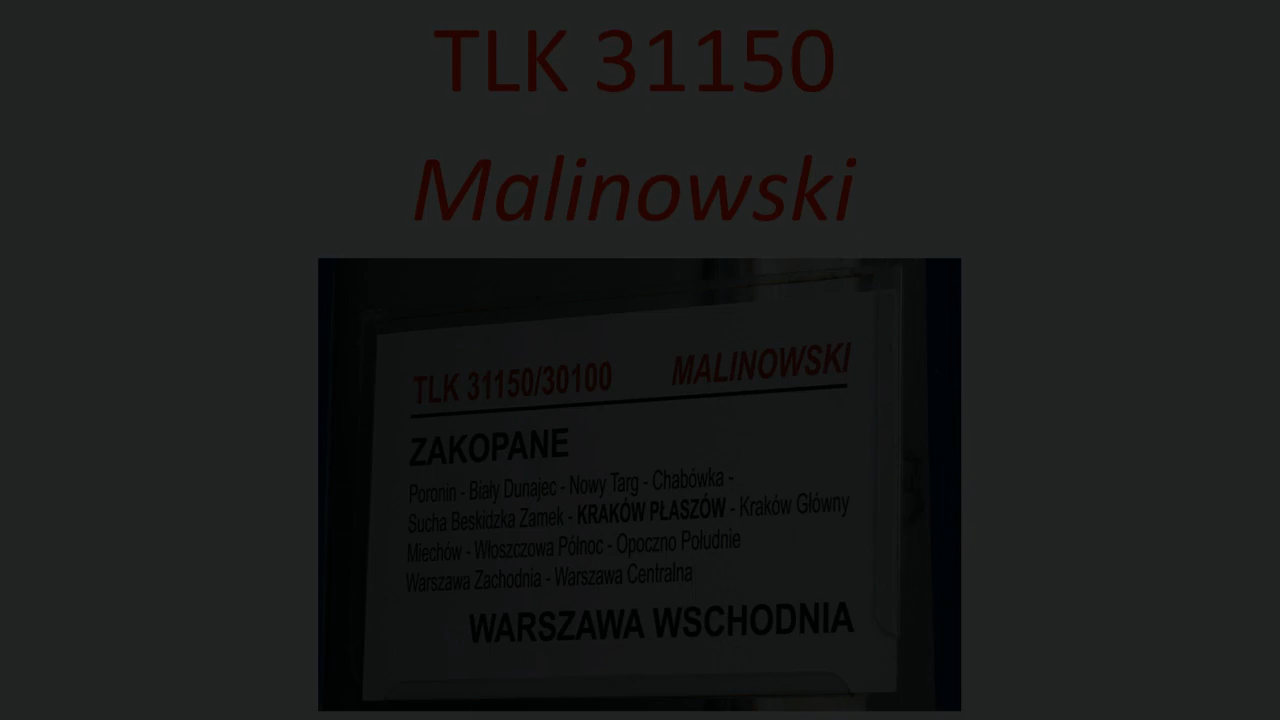 TLK 31150
Malinowski
TLK 31150/30100 MALINOWSKI
ZAKOPANE
Poronin - Biały Dunajec - Nowy Targ - Chabówka -
Sucha Beskidzka Zamek - KRAKÓW PŁASZÓW - Kraków Główny
Miechów - Włoszczowa Północ - Opoczno Południe
Warszawa Zachodnia - Warszawa Centralna
WARSZAWA WSCHODNIA